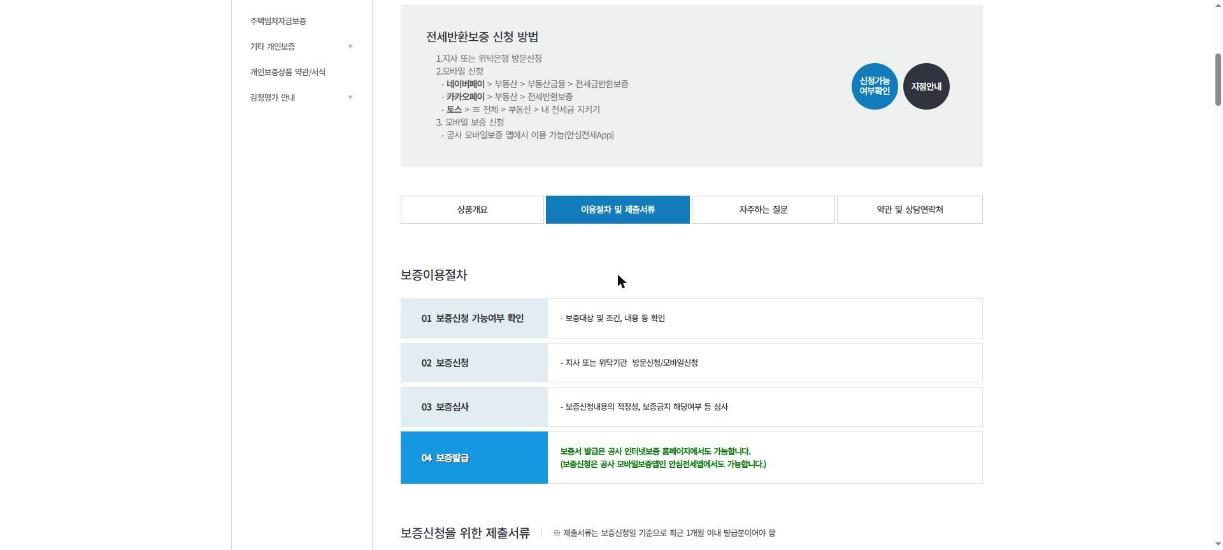 주택임차자금보증
기타 개인보증
개인보증상품 약관/서식
감정평가 안내
전세반환보증 신청 방법
1.지사 또는 위탁은행 방문신청
2.모바일 신청
- 네이버페이 > 부동산 > 부동산금융 > 전세금반환보증
- 카카오페이 > 부동산 > 전세반환보증
- 토스 > ≡ 전체 > 부동산 > 내 전세금 지키기
3. 모바일 보증 신청
- 공사 모바일보증 앱에서 이용 가능(안심전세App)
신청가능
여부확인
지점안내
상품개요
이용절차 및 제출서류
자주하는 질문
약관 및 상담연락처
보증이용절차
01 보증신청 가능여부 확인
- 보증대상 및 조건, 내용 등 확인
02 보증신청
- 지사 또는 위탁기관 방문신청/모바일신청
03 보증심사
- 보증신청내용의 적정성, 보증금지 해당여부 등 심사
04 보증발급
보증서 발급은 공사 인터넷보증 홈페이지에서도 가능합니다.
(보증신청은 공사 모바일보증앱인 안심전세앱에서도 가능합니다.)
보증신청을 위한 제출서류
※ 제출서류는 보증신청일 기준으로 최근 1개월 이내 발급분이어야 함